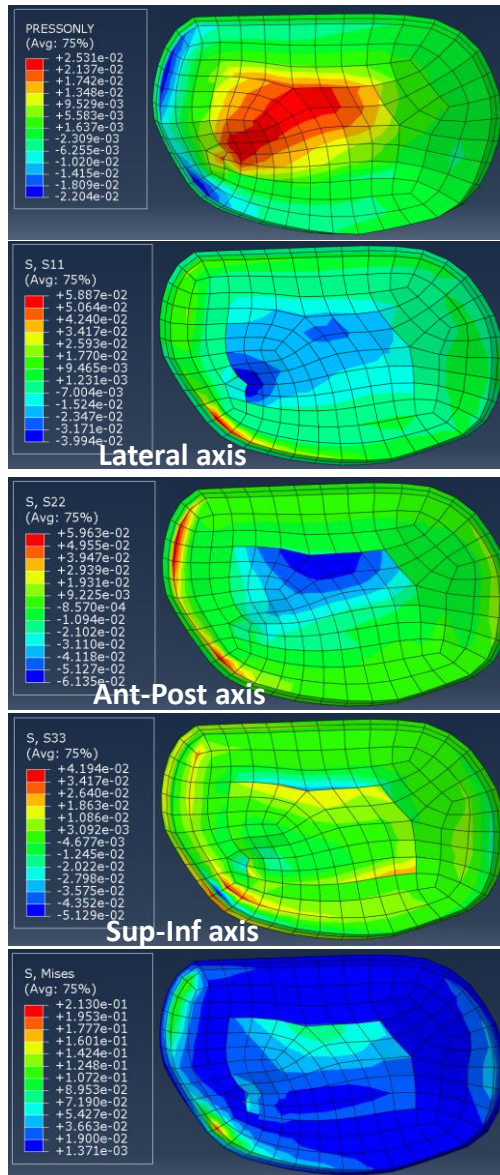 PRESSONLY
(Avg: 75%)
+2.531e-02
+2.137e-02
+1.742e-02
+1.348e-02
+9.529e-03
+5.583e-03
+1.637e-03
-2.309e-03
-6.255e-03
-1.020e-02
-1.415e-02
-1.809e-02
-2.204e-02
S, S11
(Avg: 75%)
+5.887e-02
+5.064e-02
+4.240e-02
+3.417e-02
+2.593e-02
+1.770e-02
+9.465e-03
+1.231e-03
-7.004e-03
-1.524e-02
-2.347e-02
-3.171e-02
-3.994e-02
Lateral axis
S, S22
(Avg: 75%)
+5.963e-02
+4.955e-02
+3.947e-02
+2.939e-02
+1.931e-02
+9.225e-03
-8.570e-04
-1.094e-02
-2.102e-02
-3.110e-02
-4.118e-02
-5.127e-02
-6.135e-02
Ant-Post axis
S, S33
(Avg: 75%)
+4.194e-02
+3.417e-02
+2.640e-02
+1.863e-02
+1.086e-02
+3.092e-03
-4.677e-03
-1.245e-02
-2.022e-02
-2.798e-02
-3.575e-02
-4.352e-02
-5.129e-02
Sup-Inf axis
S, Mises
(Avg: 75%)
+2.130e-01
+1.953e-01
+1.777e-01
+1.601e-01
+1.424e-01
+1.248e-01
+1.072e-01
+8.953e-02
+7.190e-02
+5.427e-02
+3.663e-02
+1.900e-02
+1.371e-03